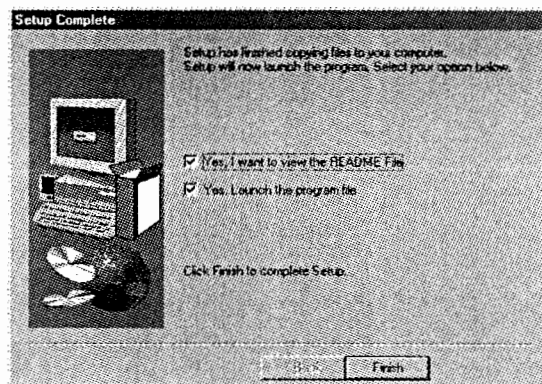 Setup Complete
Setup has finished copying files to your computer.
Setup will now launch the program. Select your option below.
Yes, I want to view the README File
Yes, Launch the program file
Click Finish to complete Setup.
Back
Finish